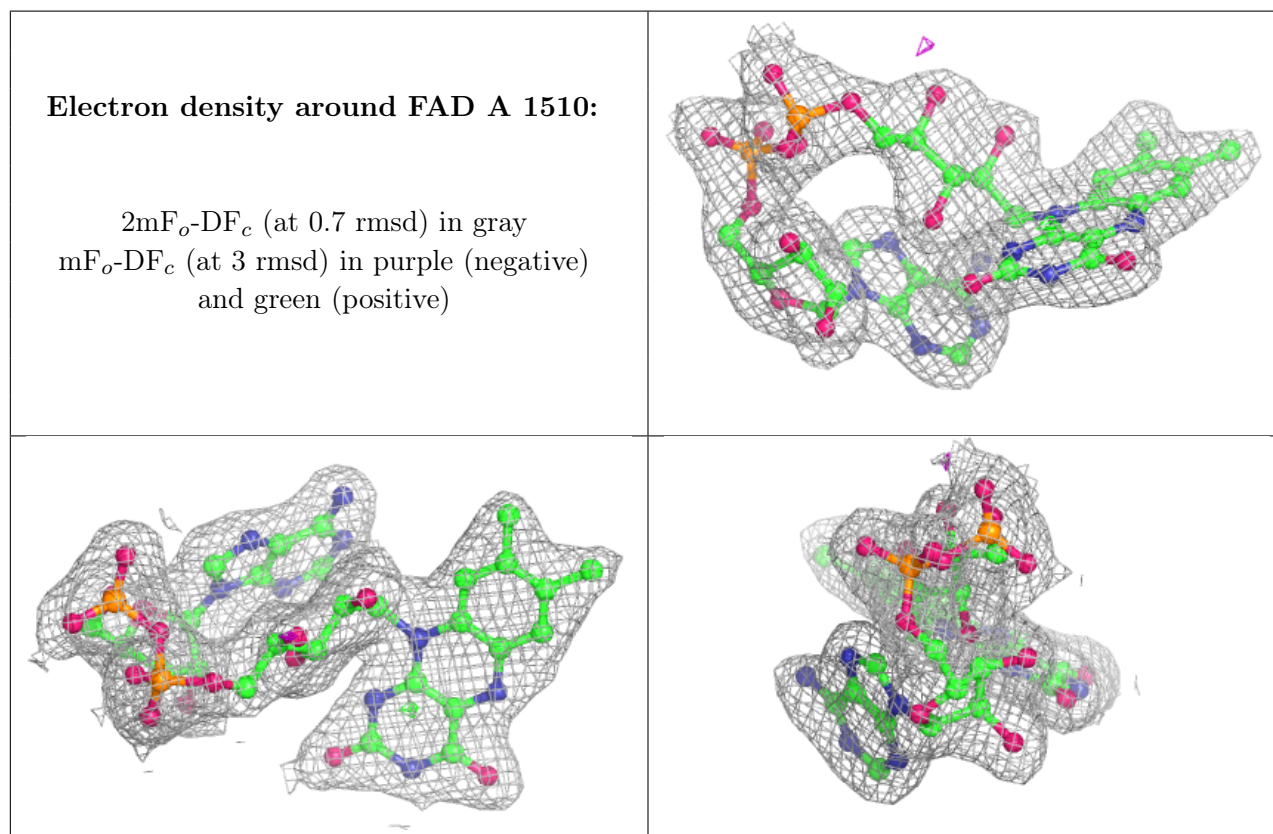 Electron density around FAD A 1510:
2mFₒ-DF𝒸 (at 0.7 rmsd) in gray
mFₒ-DF𝒸 (at 3 rmsd) in purple (negative)
and green (positive)